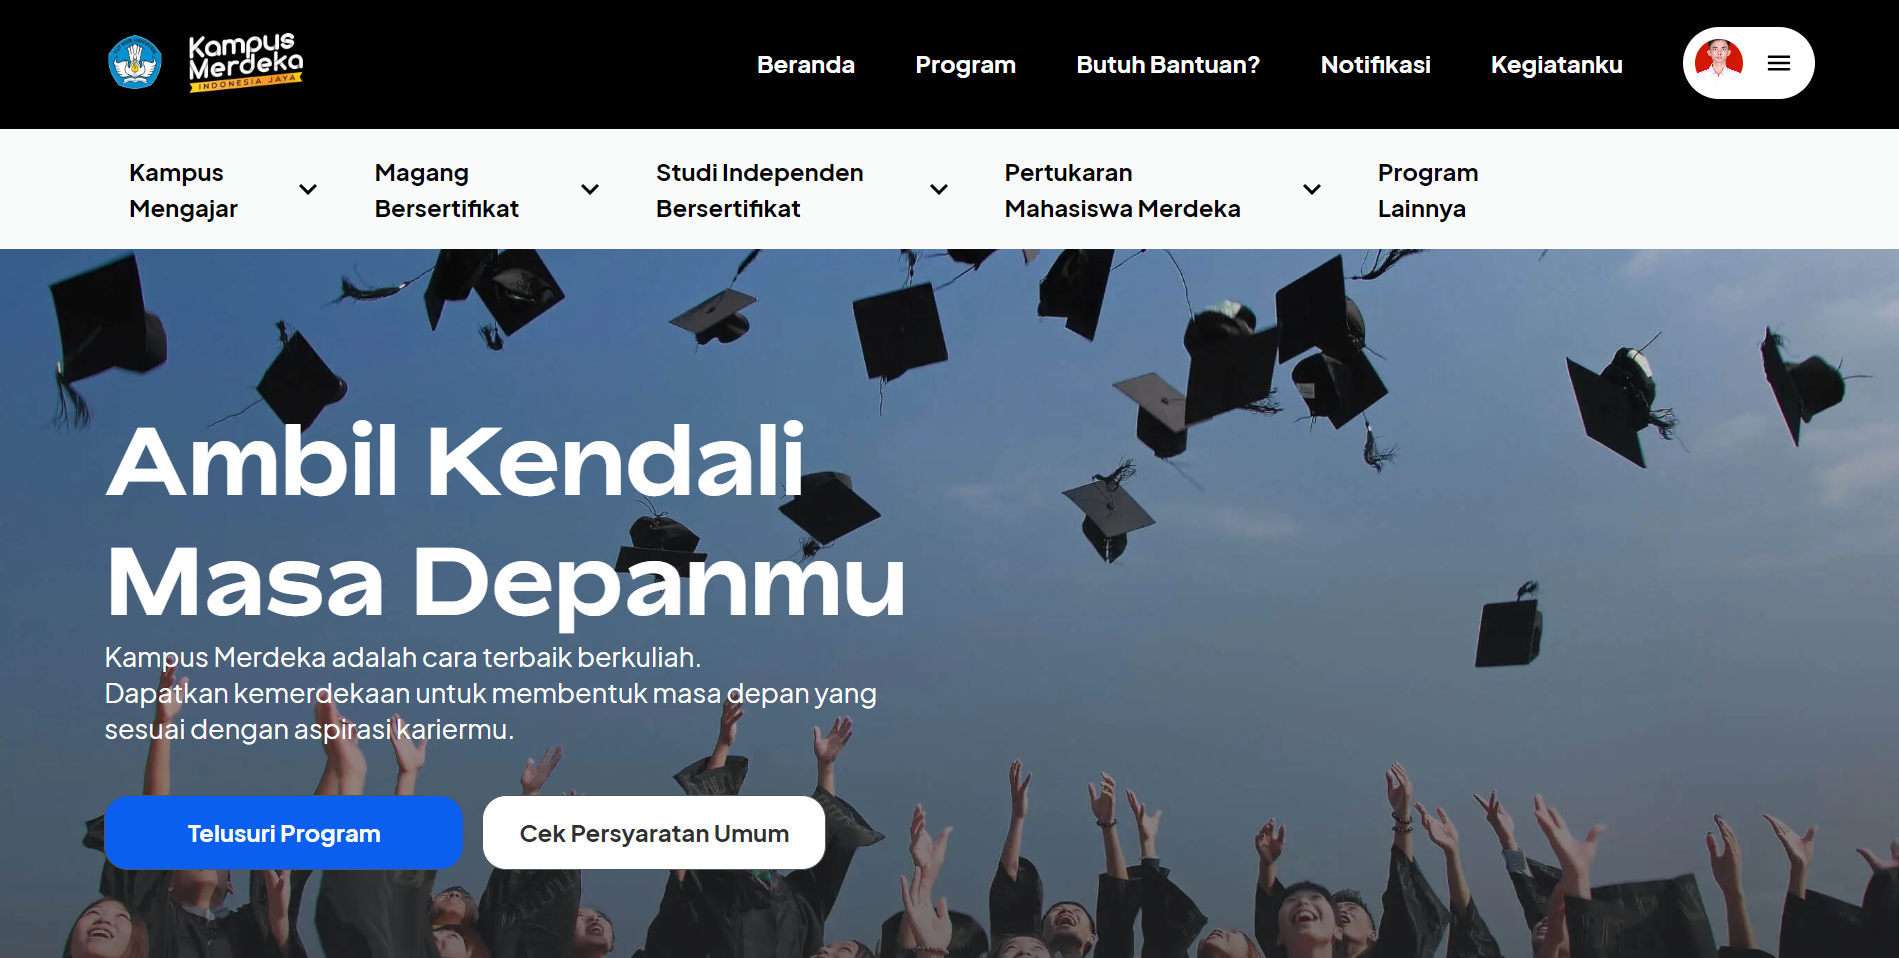 Kampus
Merdeka
INDONESIA JAYA
Beranda
Program
Butuh Bantuan?
Notifikasi
Kegiatanku
Kampus
Mengajar
Magang
Bersertifikat
Studi Independen
Bersertifikat
Pertukaran
Mahasiswa Merdeka
Program
Lainnya
Ambil Kendali
Masa Depanmu
Kampus Merdeka adalah cara terbaik berkuliah.
Dapatkan kemerdekaan untuk membentuk masa depan yang
sesuai dengan aspirasi kariermu.
Telusuri Program
Cek Persyaratan Umum